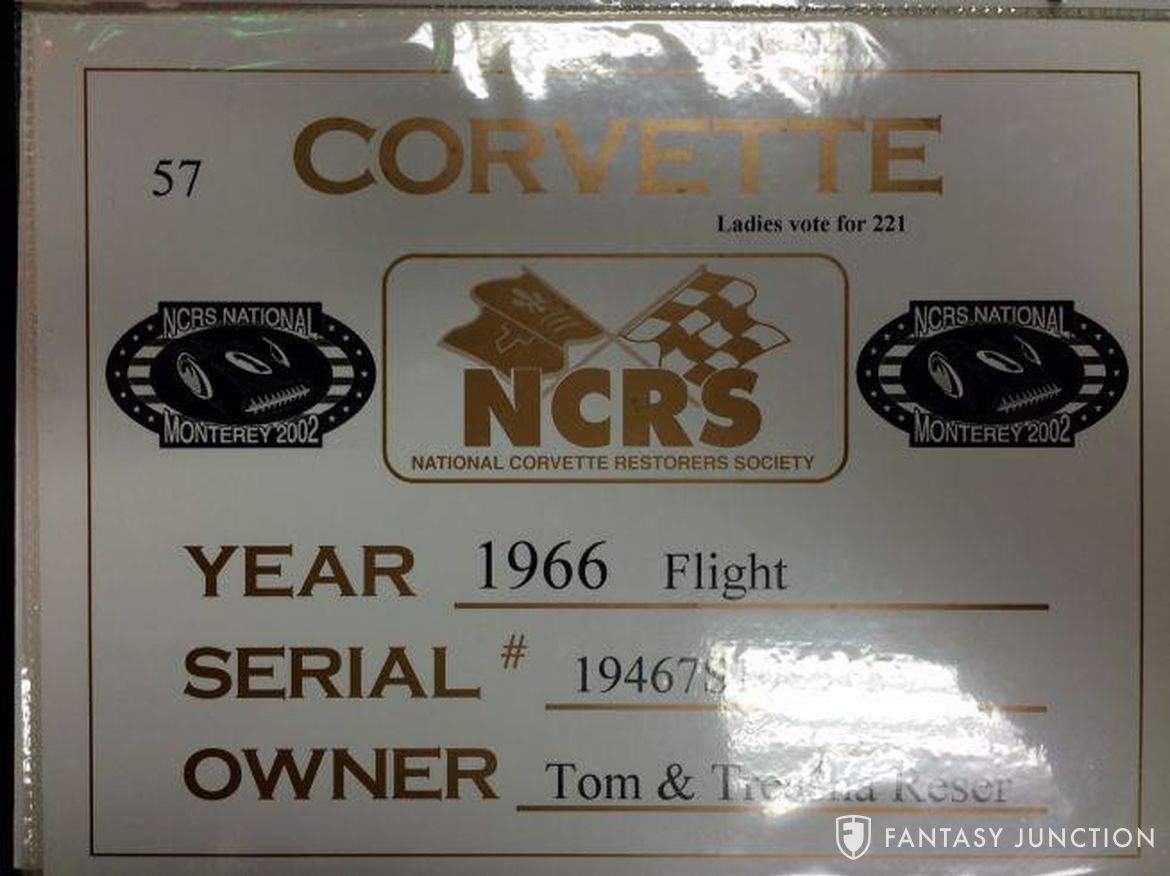 57 CORVETTE
Ladies vote for 221
NCRS NATIONAL
MONTEREY 2002
NCRS
NATIONAL CORVETTE RESTORERS SOCIETY
NCRS NATIONAL
MONTEREY 2002
YEAR 1966 Flight
SERIAL #
OWNER Tom & Reser
FANTASY JUNCTION